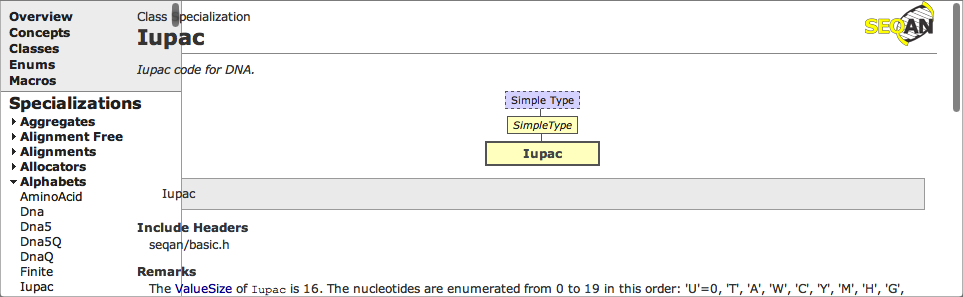 Overview
Concepts
Classes
Enums
Macros
Specializations
Aggregates
Alignment Free
Alignments
Allocators
Alphabets
AminoAcid
Dna
Dna5
Dna5Q
DnaQ
Finite
Iupac
Class Specialization
Iupac
SEQAN
Iupac code for DNA.
Simple Type
SimpleType
Iupac
Iupac
Include Headers
seqan/basic.h
Remarks
The ValueSize of Iupac is 16. The nucleotides are enumerated from 0 to 19 in this order: 'U'=0, 'T', 'A', 'W', 'C', 'Y', 'M', 'H', 'G',